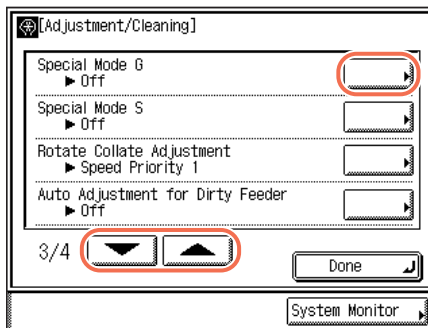 [Adjustment/Cleaning]
Special Mode G
▶ Off
Special Mode S
▶ Off
Rotate Collate Adjustment
▶ Speed Priority 1
Auto Adjustment for Dirty Feeder
▶ Off
3/4
Done
System Monitor